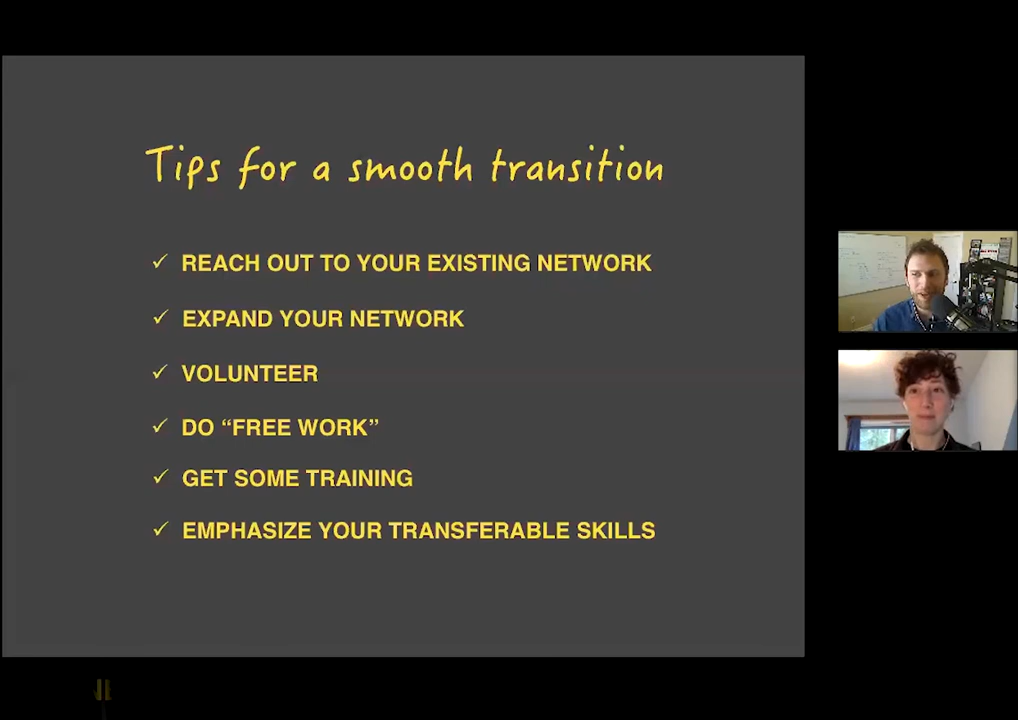 Tips for a smooth transition
✓ REACH OUT TO YOUR EXISTING NETWORK
✓ EXPAND YOUR NETWORK
✓ VOLUNTEER
✓ DO “FREE WORK”
✓ GET SOME TRAINING
✓ EMPHASIZE YOUR TRANSFERABLE SKILLS